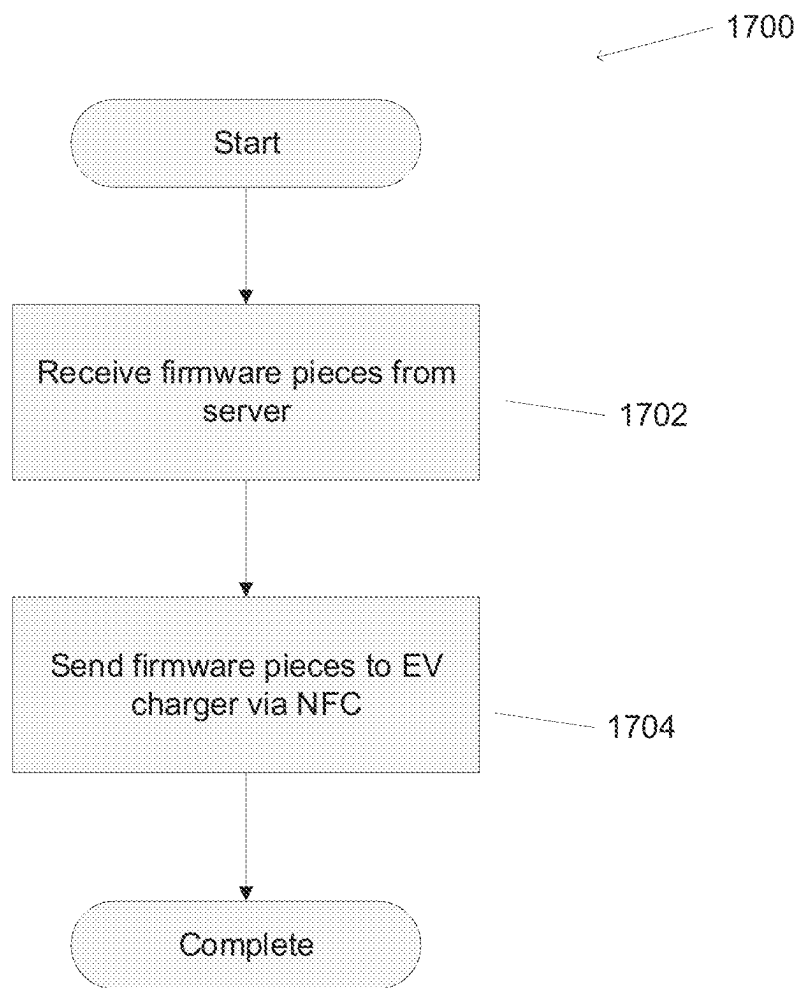 1700
Start
Receive firmware pieces from
server
1702
Send firmware pieces to EV
charger via NFC
1704
Complete